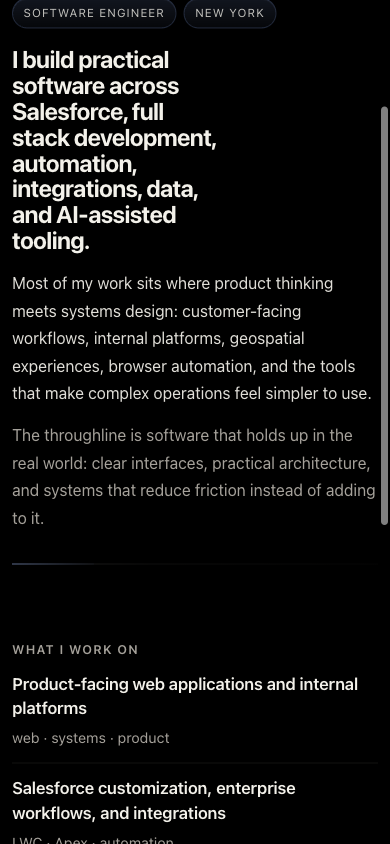 SOFTWARE ENGINEER
NEW YORK
I build practical
software across
Salesforce, full
stack development,
automation,
integrations, data,
and AI-assisted
tooling.
Most of my work sits where product thinking
meets systems design: customer-facing
workflows, internal platforms, geospatial
experiences, browser automation, and the tools
that make complex operations feel simpler to use.
The throughline is software that holds up in the
real world: clear interfaces, practical architecture,
and systems that reduce friction instead of adding
to it.
WHAT I WORK ON
Product-facing web applications and internal
platforms
web · systems · product
Salesforce customization, enterprise
workflows, and integrations
LWC · Apex · automation